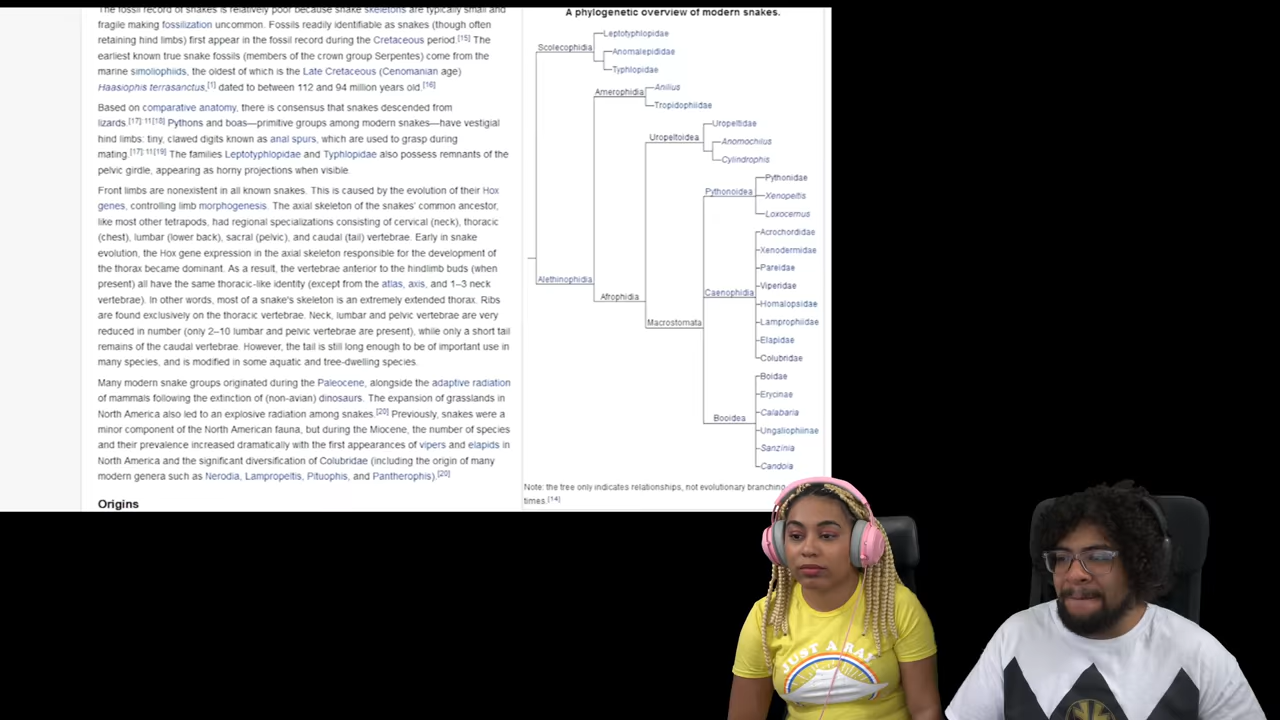 The fossil record of snakes is relatively poor because snake skeletons are typically small and
fragile making fossilization uncommon. Fossils readily identifiable as snakes (though often
retaining hind limbs) first appear in the fossil record during the Cretaceous period.[15] The
earliest known true snake fossils (members of the crown group Serpentes) come from the
marine simoliophiids, the oldest of which is the Late Cretaceous (Cenomanian age)
Haasiophis terrasanctus,[1] dated to between 112 and 94 million years old.[16]
Based on comparative anatomy, there is consensus that snakes descended from
lizards.[17]:11[18] Pythons and boas—primitive groups among modern snakes—have vestigial
hind limbs: tiny, clawed digits known as anal spurs, which are used to grasp during
mating.[17]:11[19] The families Leptotyphlopidae and Typhlopidae also possess remnants of the
pelvic girdle, appearing as horny projections when visible.
Front limbs are nonexistent in all known snakes. This is caused by the evolution of their Hox
genes, controlling limb morphogenesis. The axial skeleton of the snakes' common ancestor,
like most other tetrapods, had regional specializations consisting of cervical (neck), thoracic
(chest), lumbar (lower back), sacral (pelvic), and caudal (tail) vertebrae. Early in snake
evolution, the Hox gene expression in the axial skeleton responsible for the development of
the thorax became dominant. As a result, the vertebrae anterior to the hindlimb buds (when
present) all have the same thoracic-like identity (except from the atlas, axis, and 1–3 neck
vertebrae). In other words, most of a snake's skeleton is an extremely extended thorax. Ribs
are found exclusively on the thoracic vertebrae. Neck, lumbar and pelvic vertebrae are very
reduced in number (only 2–10 lumbar and pelvic vertebrae are present), while only a short tail
remains of the caudal vertebrae. However, the tail is still long enough to be of important use in
many species, and is modified in some aquatic and tree-dwelling species.
Many modern snake groups originated during the Paleocene, alongside the adaptive radiation
of mammals following the extinction of (non-avian) dinosaurs. The expansion of grasslands in
North America also led to an explosive radiation among snakes.[20] Previously, snakes were a
minor component of the North American fauna, but during the Miocene, the number of species
and their prevalence increased dramatically with the first appearances of vipers and elapids in
North America and the significant diversification of Colubridae (including the origin of many
modern genera such as Nerodia, Lampropeltis, Pituophis, and Pantherophis).[20]
Origins
A phylogenetic overview of modern snakes.
Leptotyphlopidae
Scolecophidia
Anomalepididae
Typhlopidae
Anilius
Amerophidia
Tropidophiidae
Uropeltidae
Uropeltoidea
Anomochilus
Cylindrophis
Pythonidae
Pythonoidea
Xenopeltis
Loxocemus
Acrochordidae
Xenodermidae
Pareidae
Alethinophidia
Viperidae
Caenophidia
Afrophidia
Homalopsidae
Macrostomata
Lamprophiidae
Elapidae
Colubridae
Boidae
Erycinae
Calabaria
Booidea
Ungaliophiinae
Sanzinia
Candoia
Note: the tree only indicates relationships, not evolutionary branching
times.[14]
JUST A RA